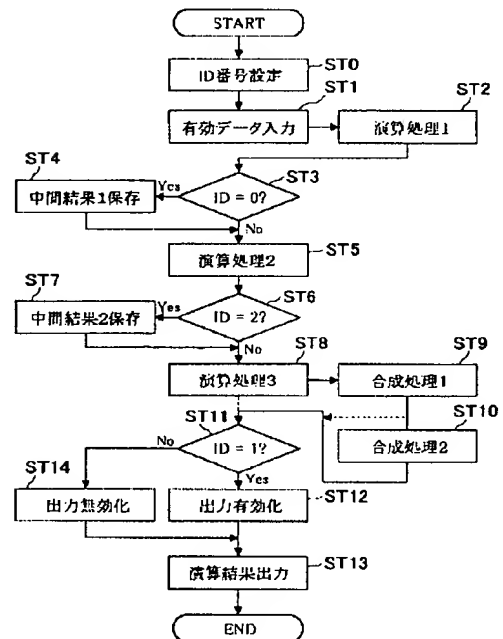 START
ST0
ID番号設定
ST1
有効データ入力
ST2
演算処理1
ST3
ID = 0?
Yes
ST4
中間結果1保存
No
演算処理2
ST5
ST6
ID = 2?
Yes
ST7
中間結果2保存
No
ST8
演算処理3
ST9
合成処理1
ST10
合成処理2
ST11
ID = 1?
No
Yes
ST14
出力無効化
出力有効化
ST12
演算結果出力
ST13
END